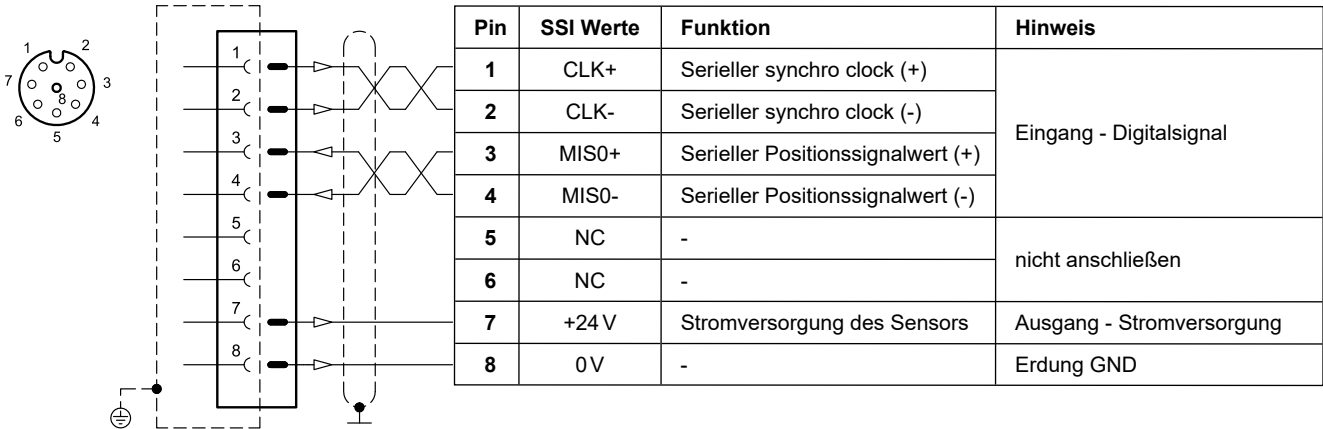 1 2
7 3
8
6 4
5
1
2
3
4
5
6
7
8
Pin SSI Werte Funktion Hinweis
1 CLK+ Serieller synchro clock (+)
2 CLK- Serieller synchro clock (-)
Eingang - Digitalsignal
3 MIS0+ Serieller Positionssignalwert (+)
4 MIS0- Serieller Positionssignalwert (-)
5 NC -
nicht anschließen
6 NC -
7 +24 V Stromversorgung des Sensors Ausgang - Stromversorgung
8 0 V - Erdung GND